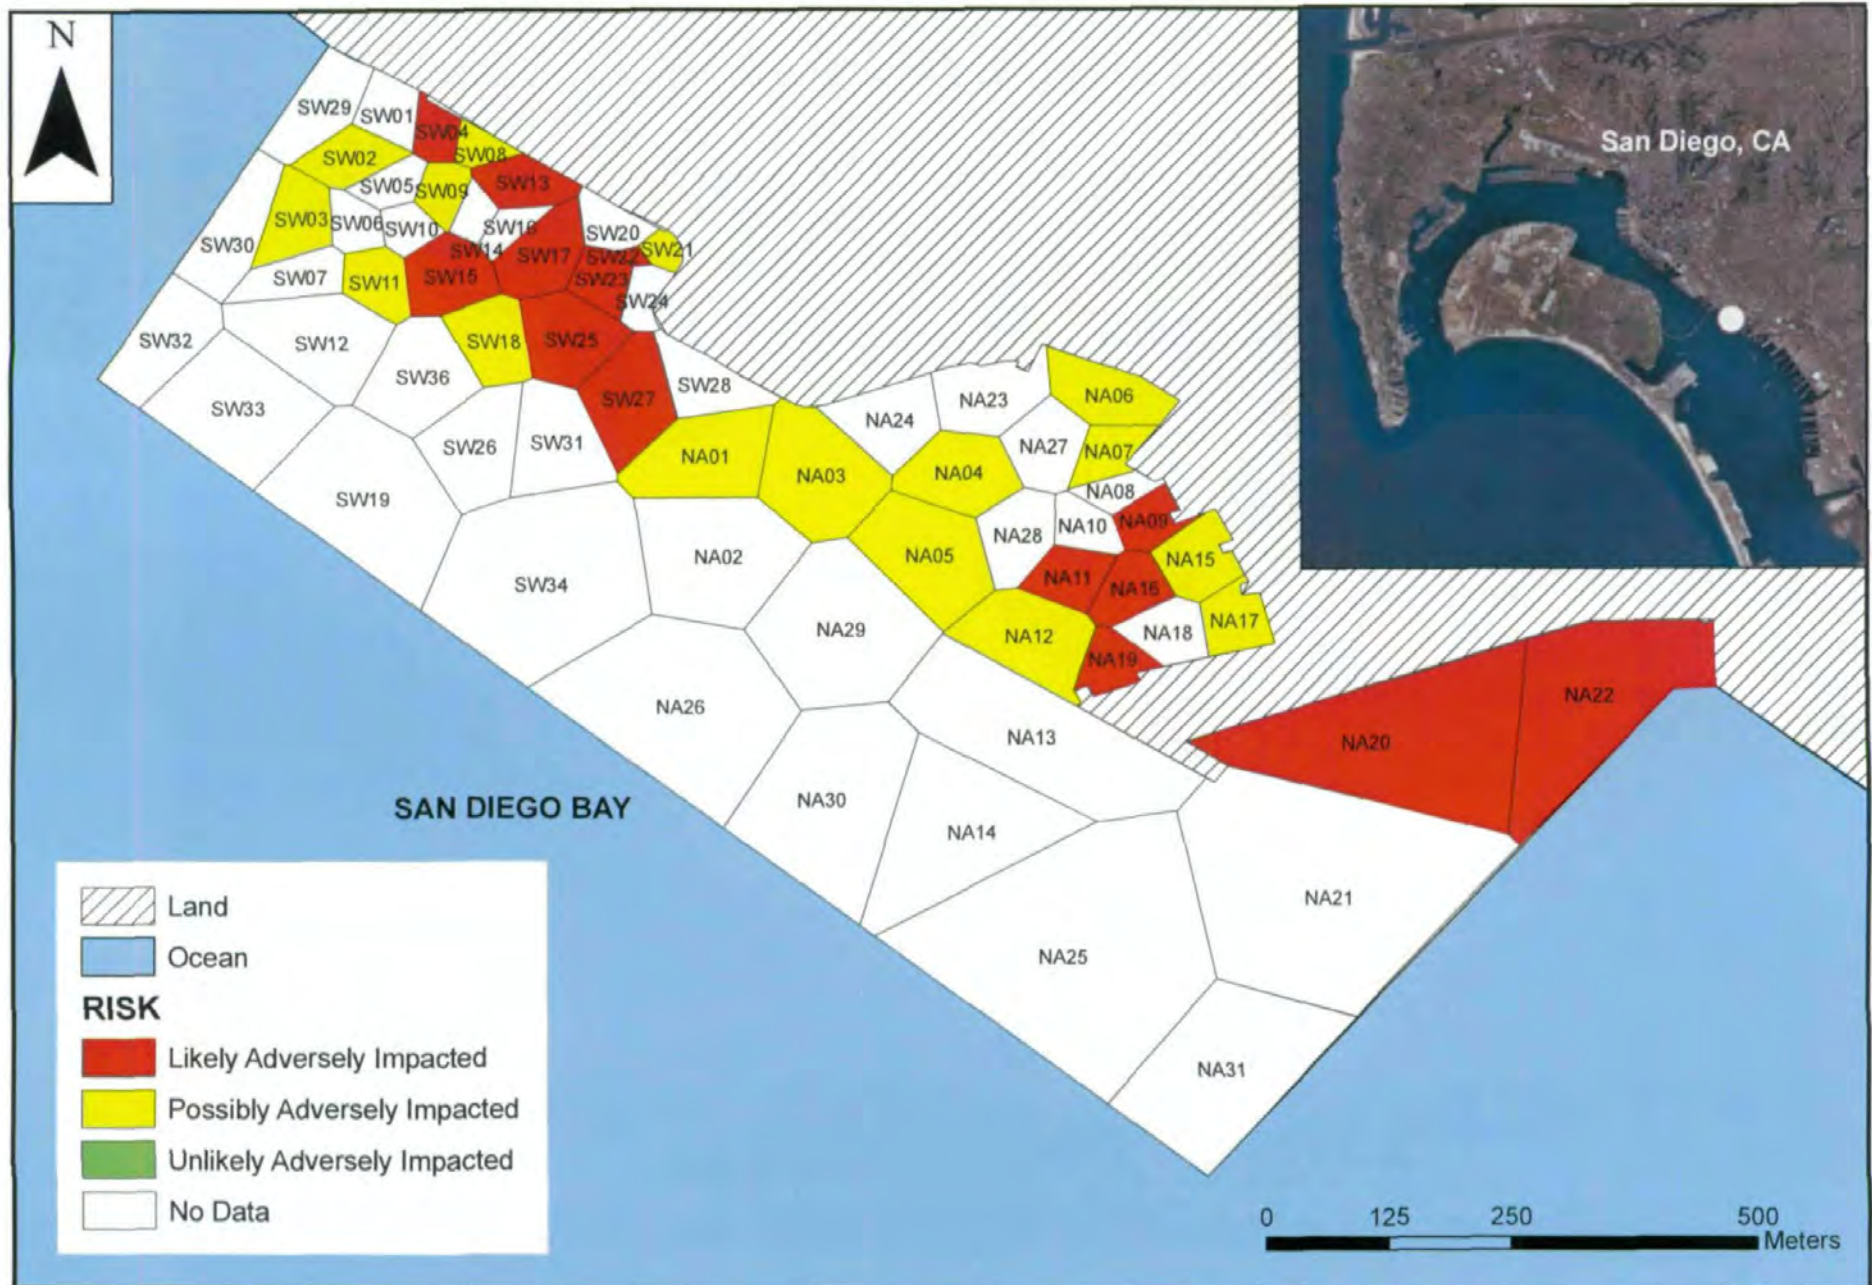 N
San Diego, CA
SW29
SW01
SW04
SW08
SW02
SW05
SW09
SW13
SW03
SW06
SW10
SW16
SW20
SW30
SW14
SW17
SW22
SW21
SW07
SW11
SW15
SW23
SW24
SW32
SW12
SW18
SW25
SW36
SW28
SW33
SW27
NA23
NA06
SW26
SW31
NA24
NA27
NA07
NA01
NA03
NA04
SW19
NA08
NA10
NA09
NA28
NA02
NA05
NA15
SW34
NA11
NA16
NA29
NA12
NA18
NA17
NA19
NA26
NA22
NA13
NA20
NA30
NA14
SAN DIEGO BAY
NA21
NA25
NA31
Land
Ocean
RISK
Likely Adversely Impacted
Possibly Adversely Impacted
Unlikely Adversely Impacted
No Data
0 125 250 500
Meters